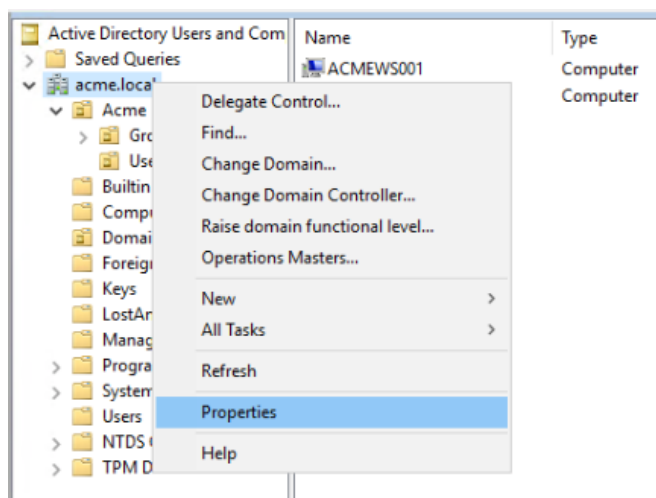 Active Directory Users and Com
Name
Type
Saved Queries
ACMEWS001
Computer
acme.local
Computer
Acme
Delegate Control...
Find...
Change Domain...
Change Domain Controller...
Raise domain functional level...
Operations Masters...
New
All Tasks
Refresh
Properties
Help
Builtin
Keys
Users
NTDS
TPM D